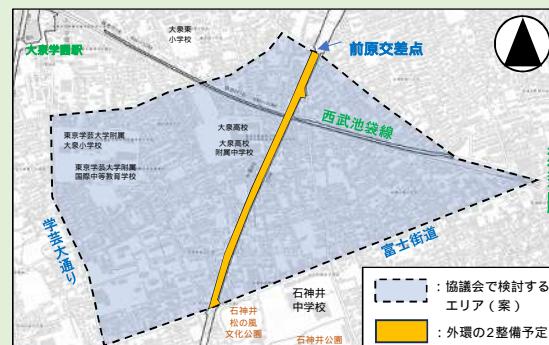 大泉東
小学校
大泉学園駅
前原交差点
西武池袋線
東京学芸大学附属
大泉小学校
大泉高校
大泉高校
附属中学校
東京学芸大学附属
国際中等教育学校
学芸大通り
富士街道
石神井
中学校
石神井
松の風
文化公園
石神井公園
：協議会で検討する
エリア（案）
：外環の2整備予定